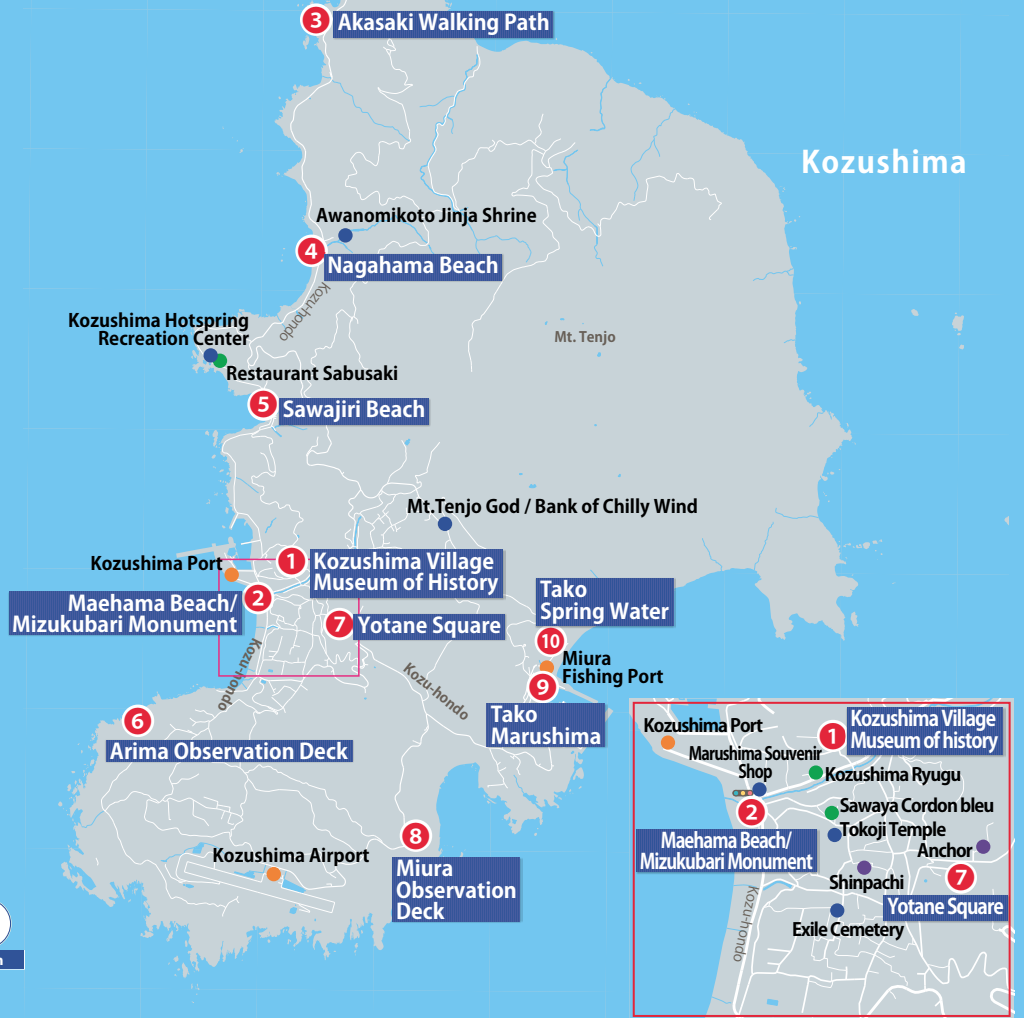 3 Akasaki Walking Path
Kozushima
Awanomikoto Jinja Shrine
4
Nagahama Beach
Kozu-hondo
Kozushima Hotspring
Recreation Center
Restaurant Sabusaki
Mt. Tenjo
5 Sawajiri Beach
Mt.Tenjo God / Bank of Chilly Wind
Kozushima Port
1 Kozushima Village
Museum of History
2 Maehama Beach/
Mizukubari Monument
7 Yotane Square
Kozu-hondo
Kozu-hondo
Tako
Spring Water
10
Miura
Fishing Port
9
Tako
Marushima
6
Arima Observation Deck
8
Miura
Observation
Deck
Kozushima Airport
Kozushima Port
1 Kozushima Village
Museum of history
Marushima Souvenir
Shop
Kozushima Ryugu
2
Maehama Beach/
Mizukubari Monument
Sawaya Cordon bleu
Tokoji Temple
Anchor
Shinpachi
7
Yotane Square
Exile Cemetery
Kozu-hondo